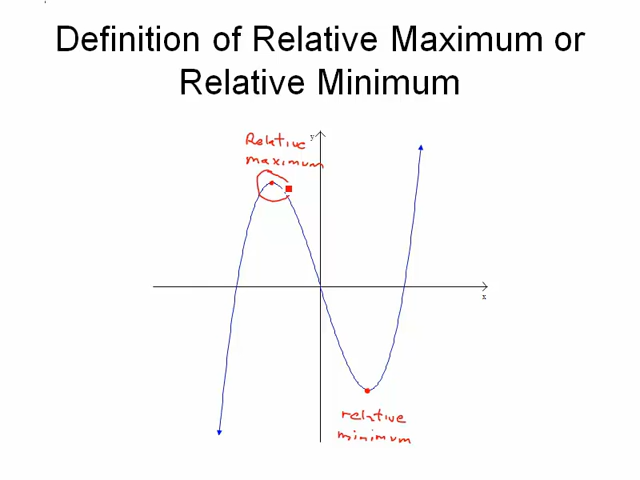 Definition of Relative Maximum or
Relative Minimum
y
Relative
maximum
x
relative
minimum